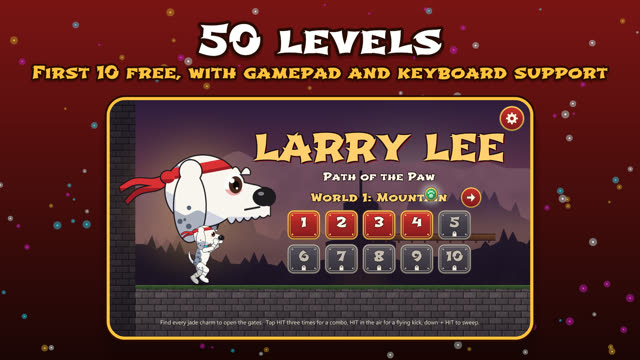 50 LEVELS
FIRST 10 FREE, WITH GAMEPAD AND KEYBOARD SUPPORT
LARRY LEE
PATH OF THE PAW
WORLD 1: MOUNTAIN
1 2 3 4 5
6 7 8 9 10
Find every jade charm to open the gates. Tap HIT three times for a combo, HIT in the air for a flying kick, down + HIT to sweep.